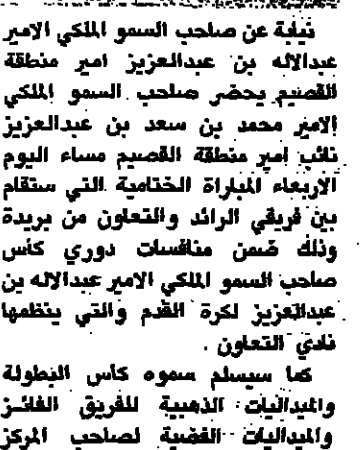 نيابة عن صاحب السمو الملكي الامير
عبدالاله بن عبدالعزيز امير منطقة
القصيم يحضر صاحب السمو الملكي
الامير محمد بن سعد بن عبدالعزيز
نائب امير منطقة القصيم مساء اليوم
الاربعاء المباراة الختامية التي ستقام
بين فريقي الرائد والتعاون من بريدة
وذلك ضمن منافسات دوري كأس
صاحب السمو الملكي الامير عبدالاله بن
عبدالعزيز لكرة القدم والتي ينظمها
نادي التعاون .
كما سيسلم سموه كأس البطولة
والميداليات الذهبية للفريق الفائز
والميداليات الفضية لصاحب المركز